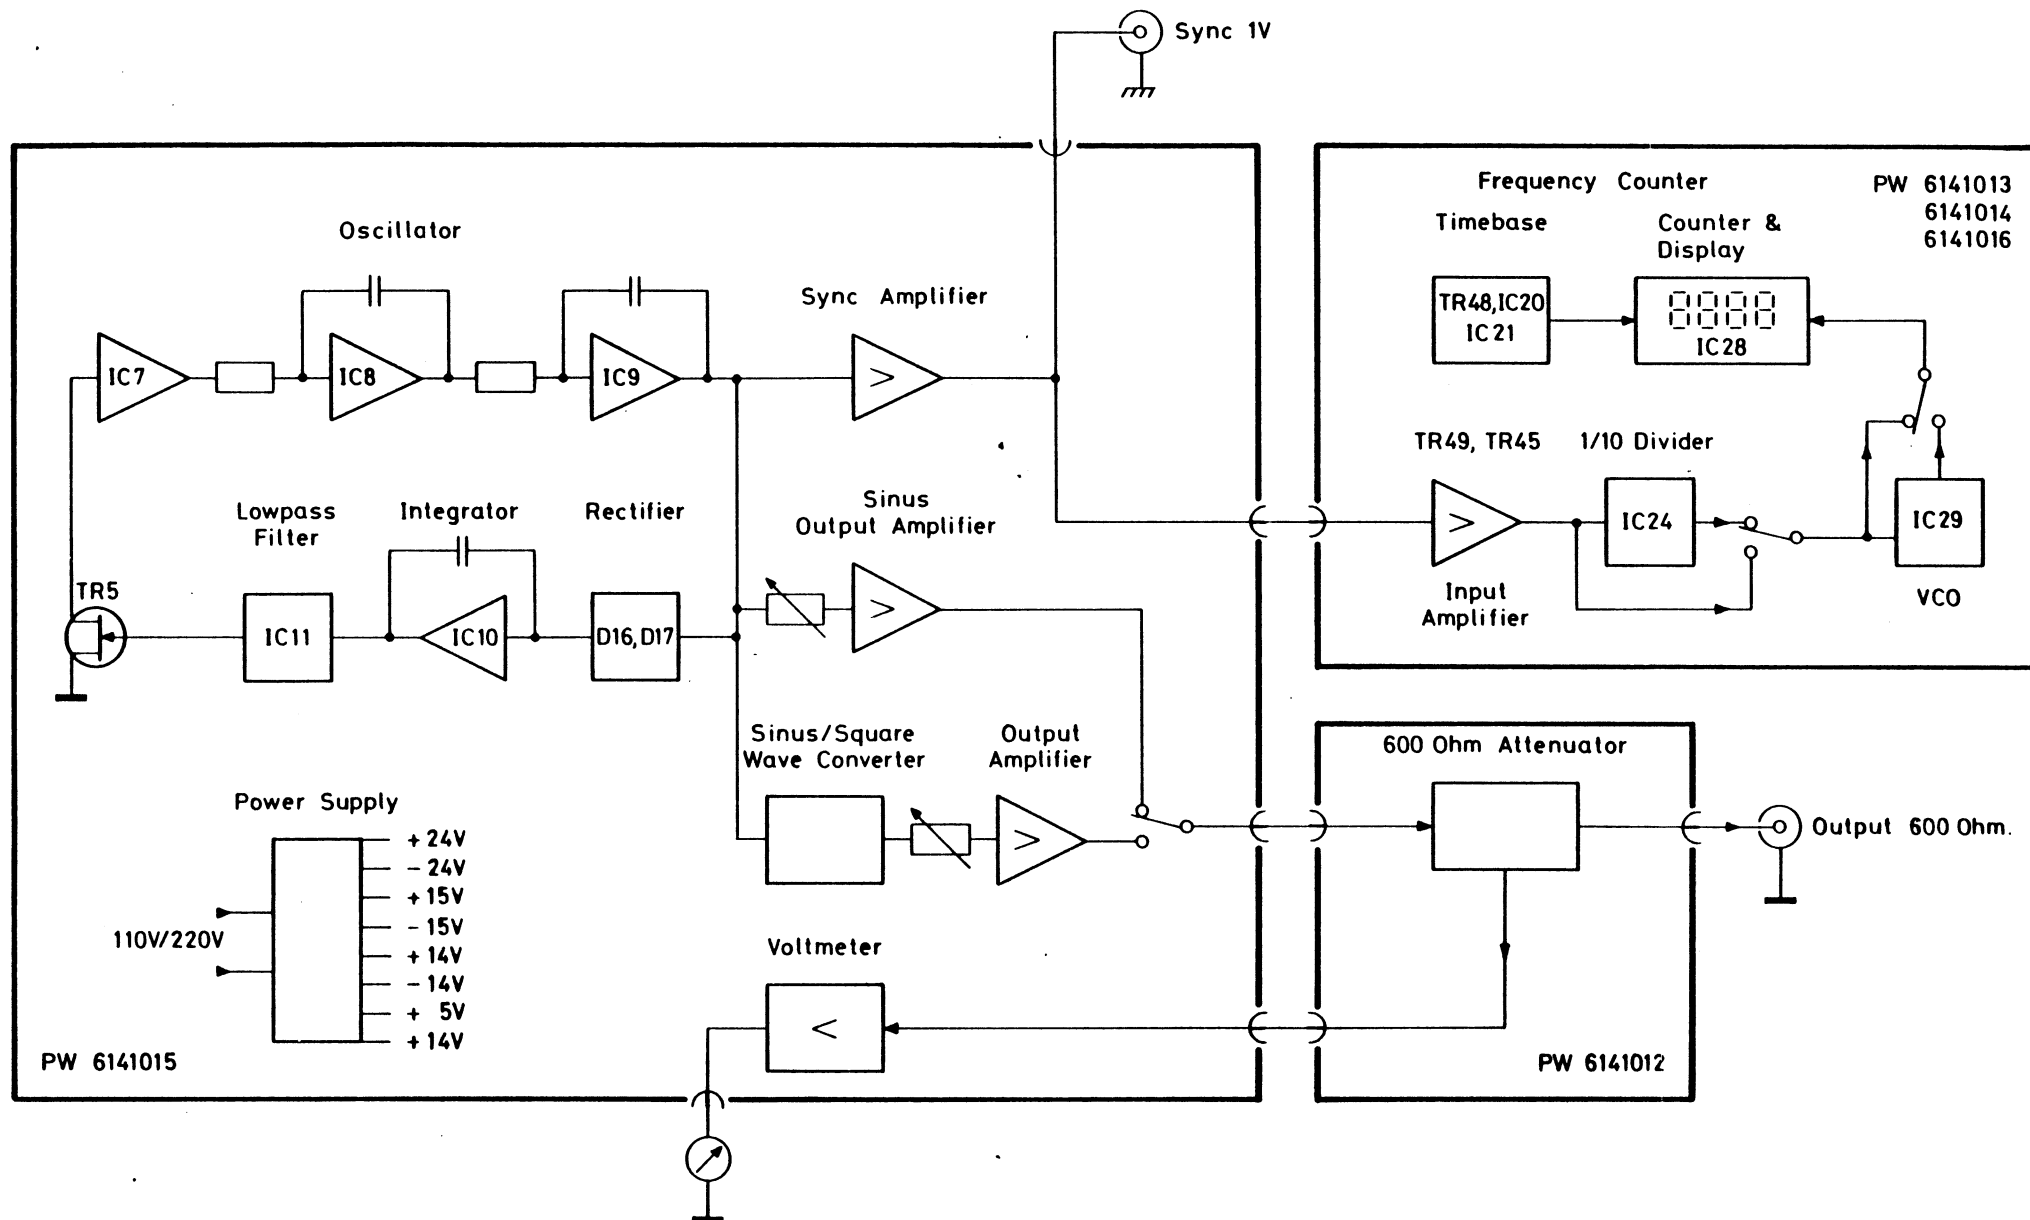 Sync 1V
Frequency Counter
PW 6141013
6141014
6141016
Timebase
Counter &
Display
TR48,IC20
IC21
IC28
Oscillator
Sync Amplifier
IC7
IC8
IC9
>
TR49, TR45
1/10 Divider
>
IC24
IC29
Input
Amplifier
VCO
Lowpass
Filter
Integrator
Rectifier
Sinus
Output Amplifier
TR5
IC11
IC10
D16,D17
>
Sinus/Square
Wave Converter
Output
Amplifier
>
600 Ohm Attenuator
Output 600 Ohm.
Power Supply
110V/220V
+ 24V
- 24V
+ 15V
- 15V
+ 14V
- 14V
+ 5V
+ 14V
Voltmeter
<
PW 6141015
PW 6141012